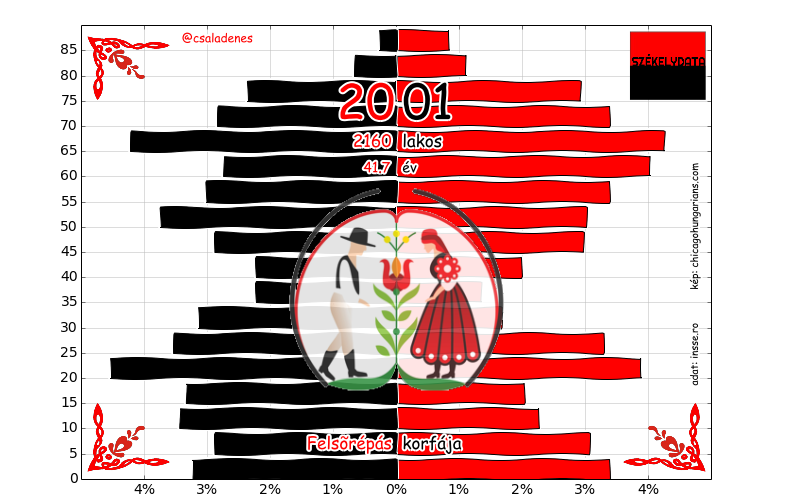 @csaladenes
SZÉKELYDATA
2001
2160 lakos
41.7 év
kép: chicagohungarians.com
adat: insse.ro
Felsőrépás korfája
85
80
75
70
65
60
55
50
45
40
35
30
25
20
15
10
5
0
4% 3% 2% 1% 0% 1% 2% 3% 4%